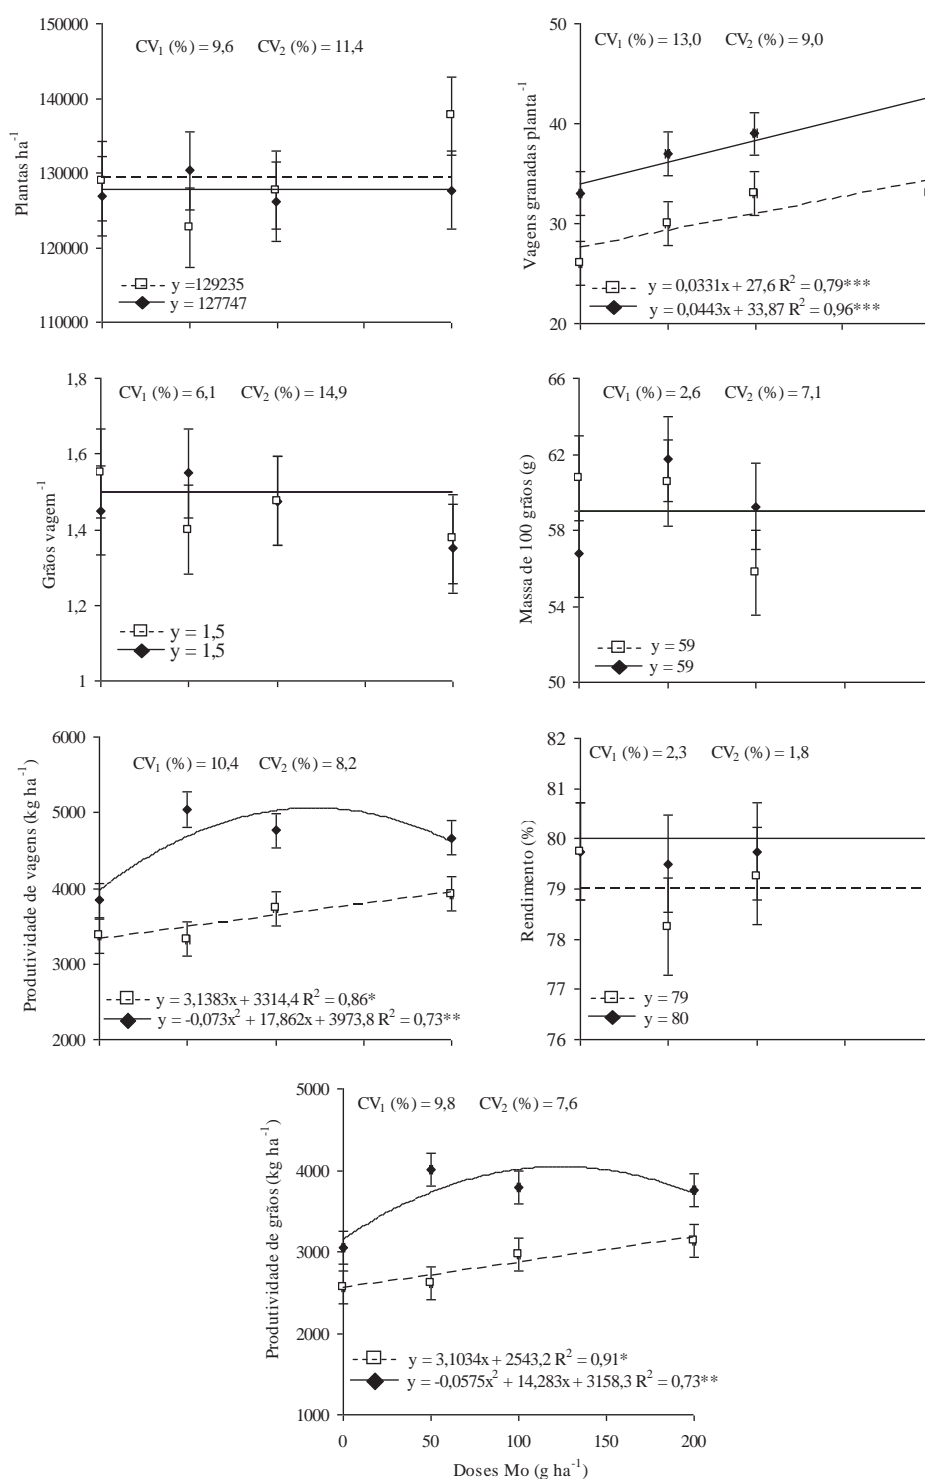 CV1 (%) = 9,6 CV2 (%) = 11,4
Plantas ha-1
150000
140000
130000
120000
110000
y =129235
y = 127747
CV1 (%) = 13,0 CV2 (%) = 9,0
Vagens granadas planta-1
50
40
30
20
y = 0,0331x + 27,6 R2 = 0,79***
y = 0,0443x + 33,87 R2 = 0,96***
CV1 (%) = 6,1 CV2 (%) = 14,9
Grãos vagem-1
1,8
1,6
1,4
1,2
1
y = 1,5
y = 1,5
CV1 (%) = 2,6 CV2 (%) = 7,1
Massa de 100 grãos (g)
66
62
58
54
50
y = 59
y = 59
CV1 (%) = 10,4 CV2 (%) = 8,2
Produtividade de vagens (kg ha-1)
6000
5000
4000
3000
2000
y = 3,1383x + 3314,4 R2 = 0,86*
y = -0,073x2 + 17,862x + 3973,8 R2 = 0,73**
CV1 (%) = 2,3 CV2 (%) = 1,8
Rendimento (%)
82
81
80
79
78
77
76
y = 79
y = 80
CV1 (%) = 9,8 CV2 (%) = 7,6
Produtividade de grãos (kg ha-1)
5000
4000
3000
2000
1000
y = 3,1034x + 2543,2 R2 = 0,91*
y = -0,0575x2 + 14,283x + 3158,3 R2 = 0,73**
0 50 100 150 200
Doses Mo (g ha-1)